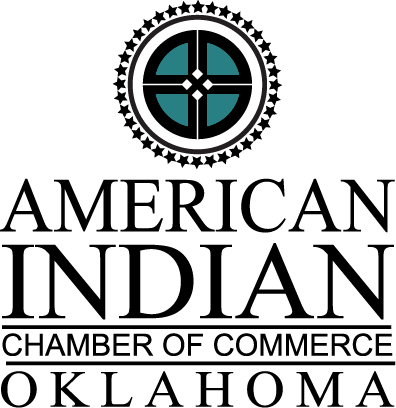 AMERICAN
INDIAN
CHAMBER OF COMMERCE
OKLAHOMA